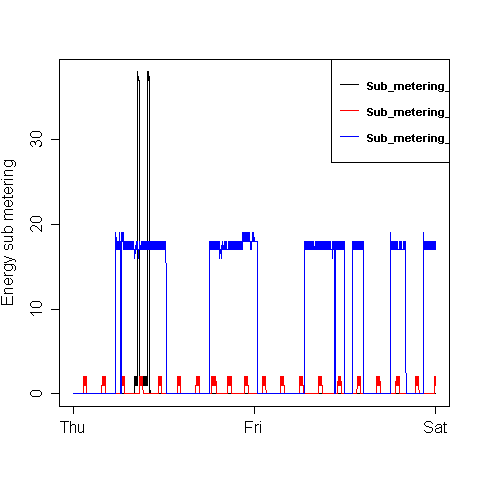 Sub_metering_
Sub_metering_
Sub_metering_
Energy sub metering
30
20
10
0
Thu Fri Sat